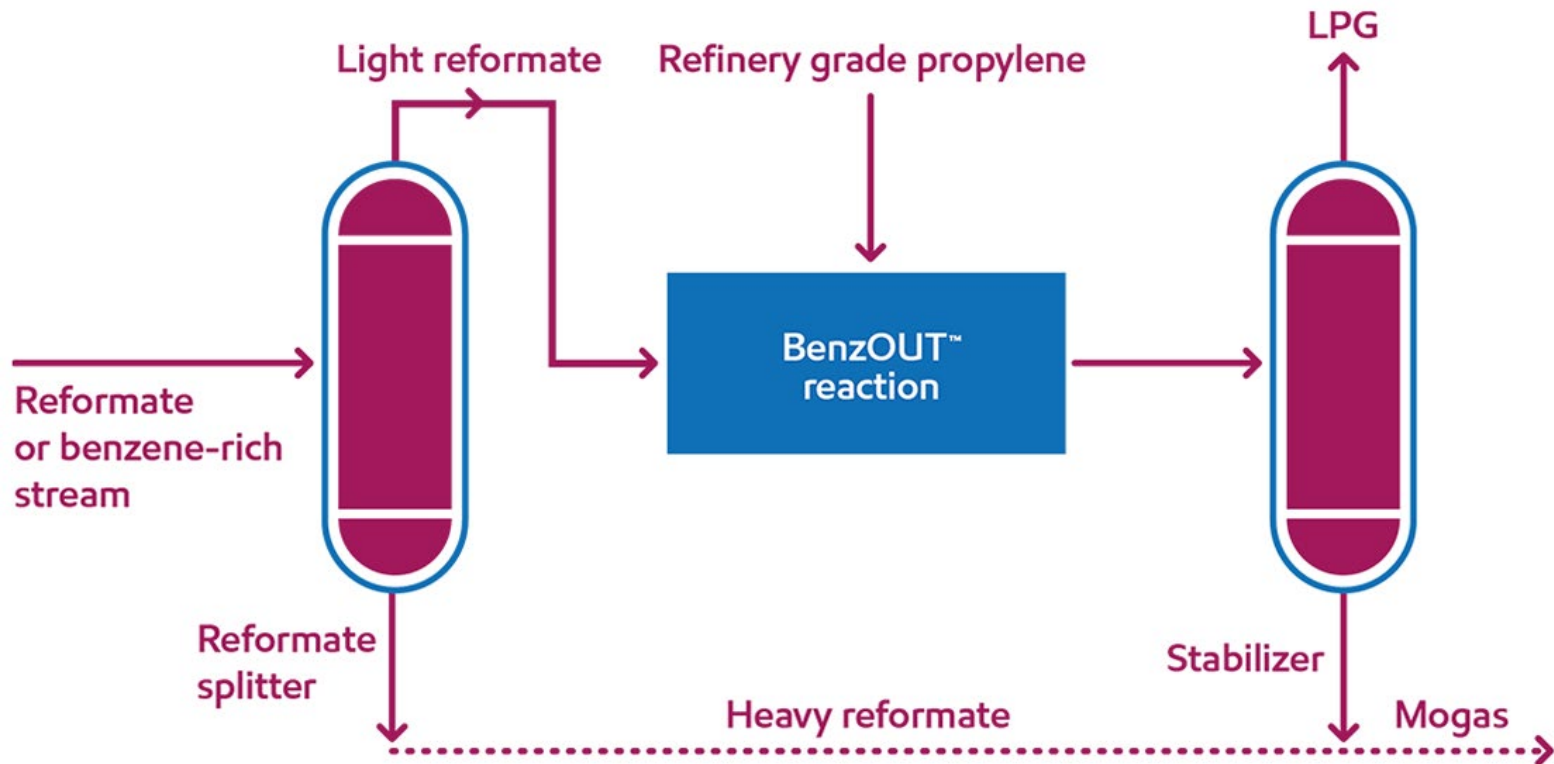 LPG
Light reformate
Refinery grade propylene
BenzOUT™
reaction
Reformate
or benzene-rich
stream
Reformate
splitter
Stabilizer
Heavy reformate
Mogas